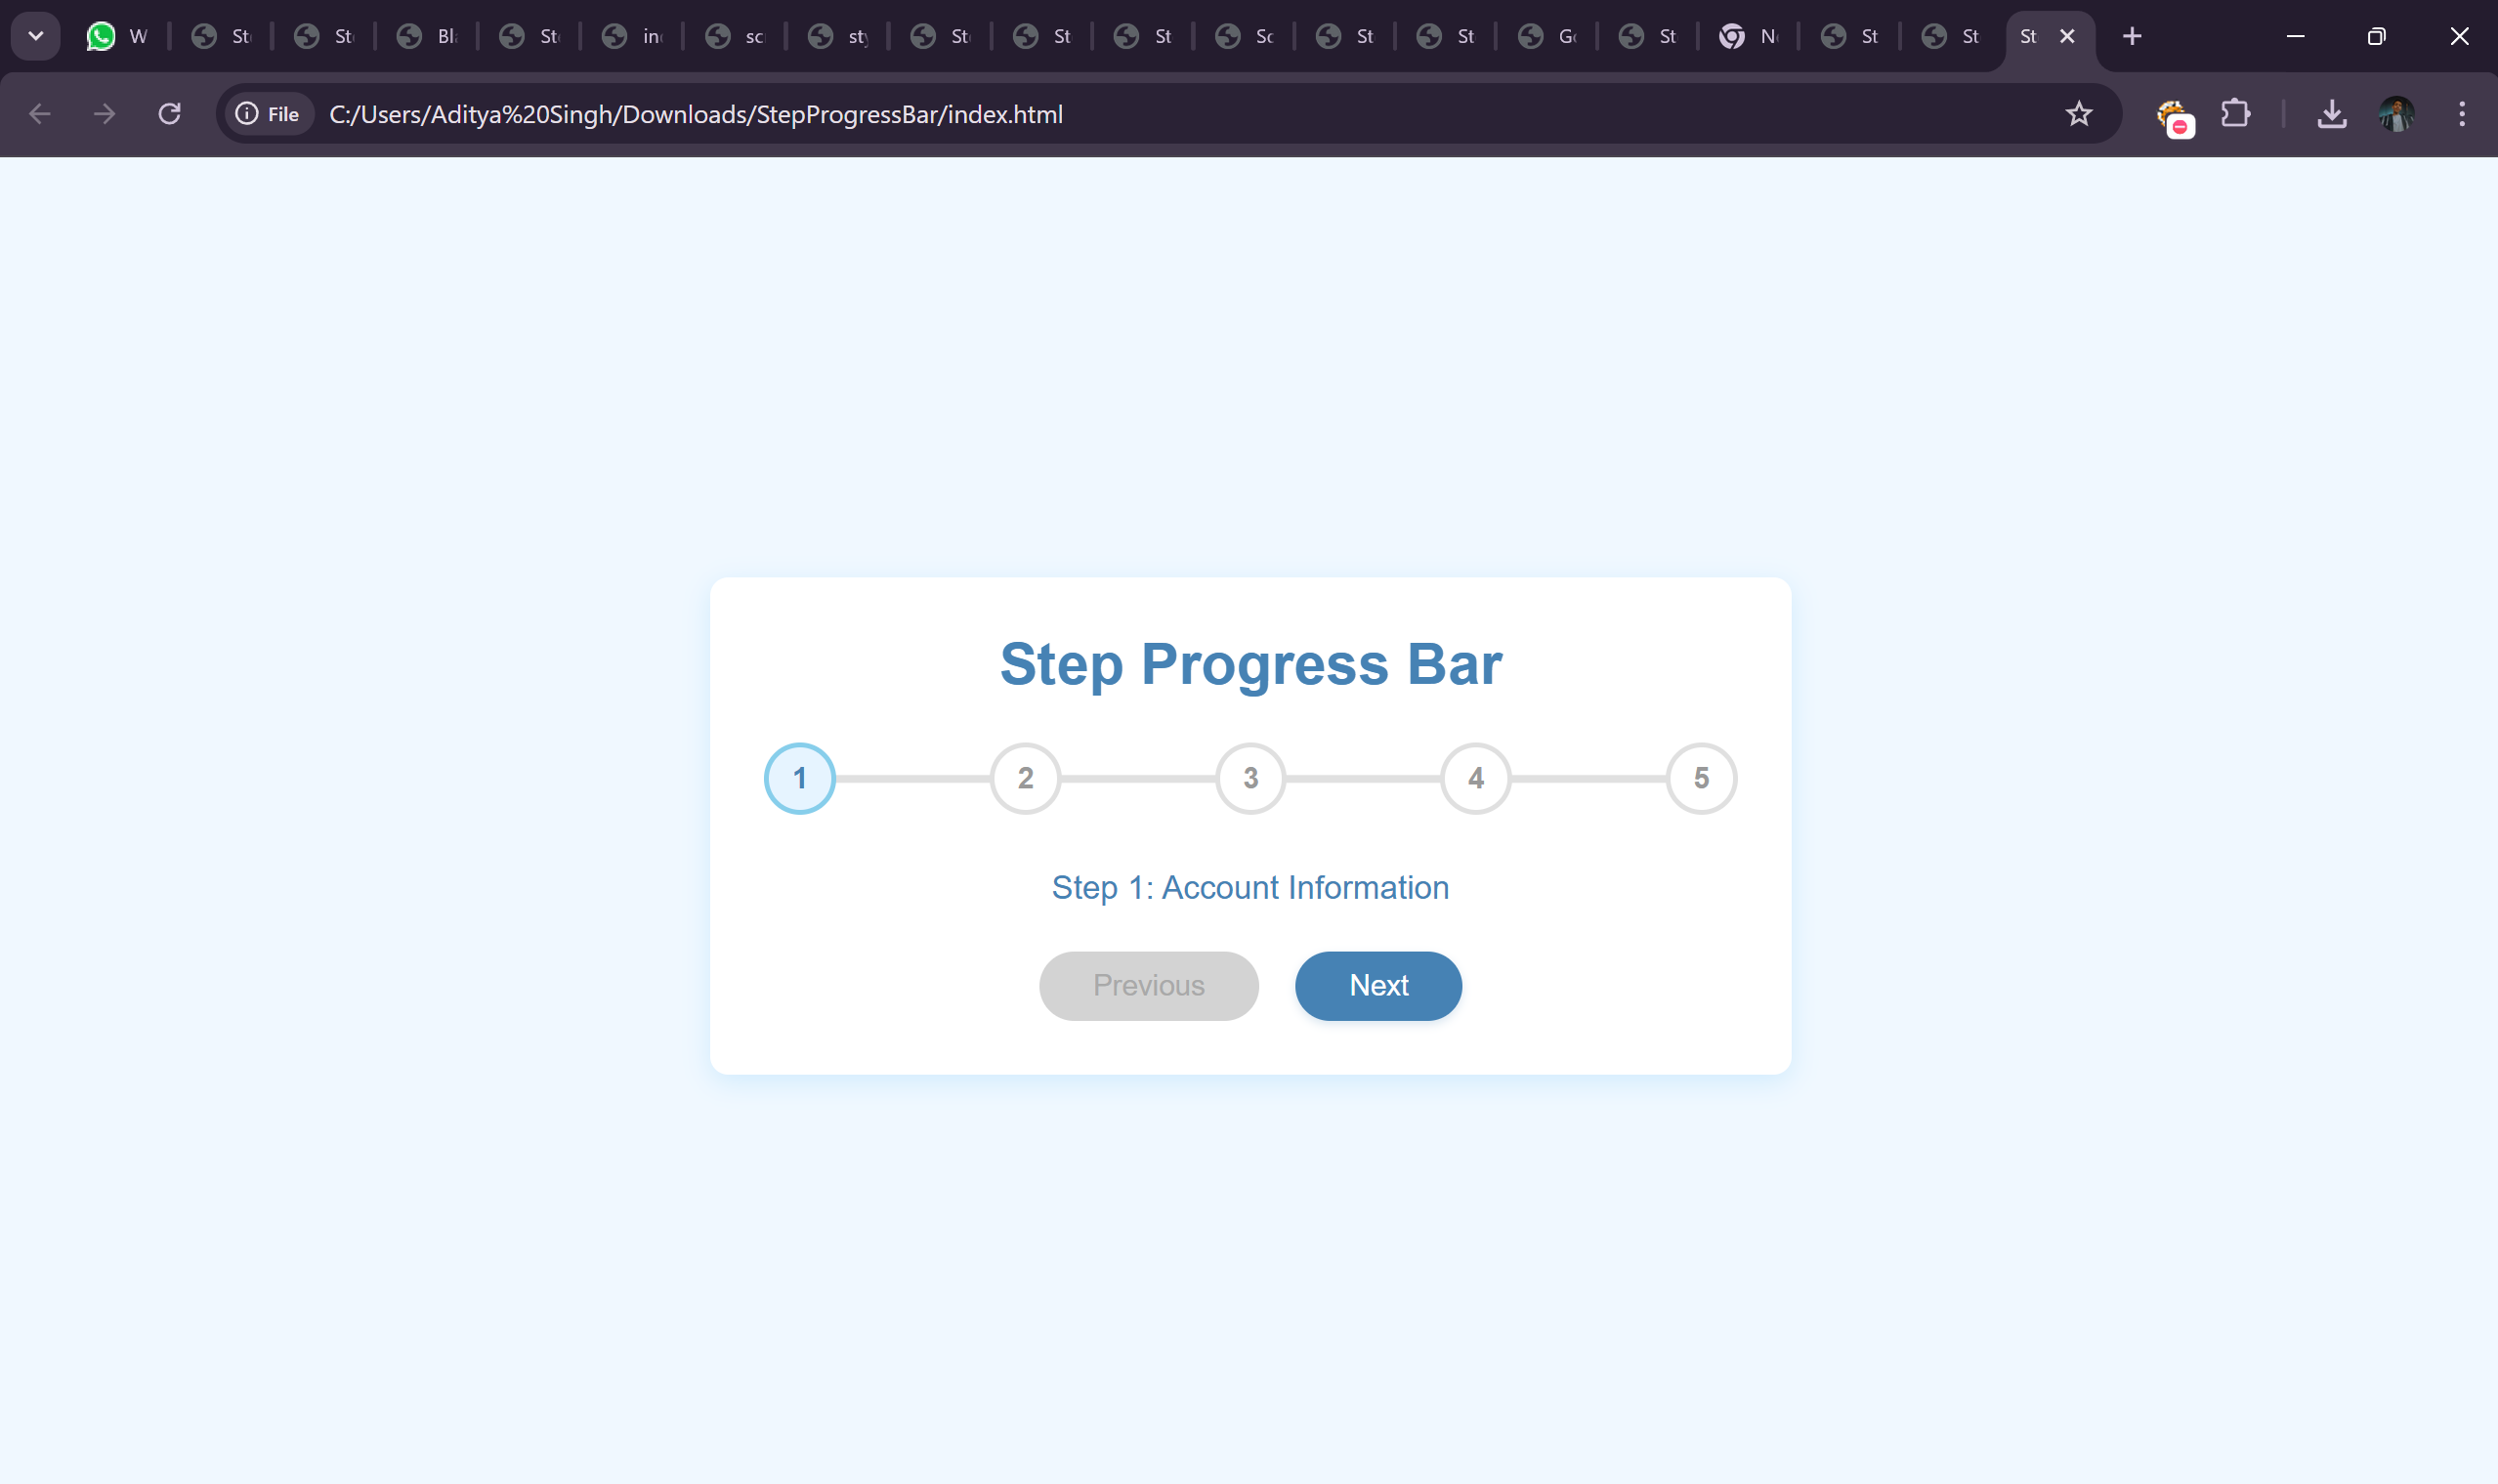 W
St
St
Bl
St
in
sc
st
St
St
St
Sc
St
St
G
St
N
St
St
St
File C:/Users/Aditya%20Singh/Downloads/StepProgressBar/index.html
Step Progress Bar
1 2 3 4 5
Step 1: Account Information
Previous Next